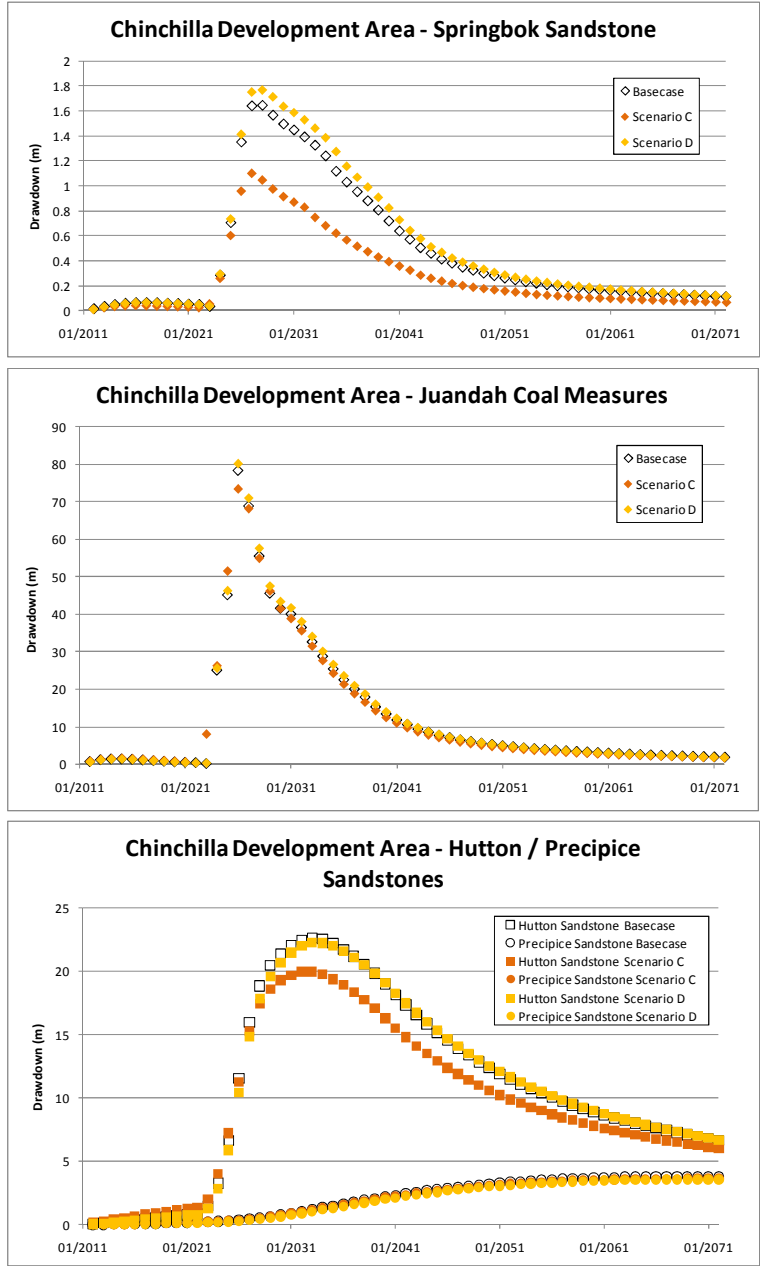 Chinchilla Development Area - Springbok Sandstone
2
1.8
1.6
1.4
1.2
1
0.8
0.6
0.4
0.2
0
Drawdown (m)
Basecase
Scenario C
Scenario D
01/2011 01/2021 01/2031 01/2041 01/2051 01/2061 01/2071
Chinchilla Development Area - Juandah Coal Measures
90
80
70
60
50
40
30
20
10
0
Drawdown (m)
Basecase
Scenario C
Scenario D
01/2011 01/2021 01/2031 01/2041 01/2051 01/2061 01/2071
Chinchilla Development Area - Hutton / Precipice
Sandstones
25
20
15
10
5
0
Drawdown (m)
Hutton Sandstone Basecase
Precipice Sandstone Basecase
Hutton Sandstone Scenario C
Precipice Sandstone Scenario C
Hutton Sandstone Scenario D
Precipice Sandstone Scenario D
01/2011 01/2021 01/2031 01/2041 01/2051 01/2061 01/2071